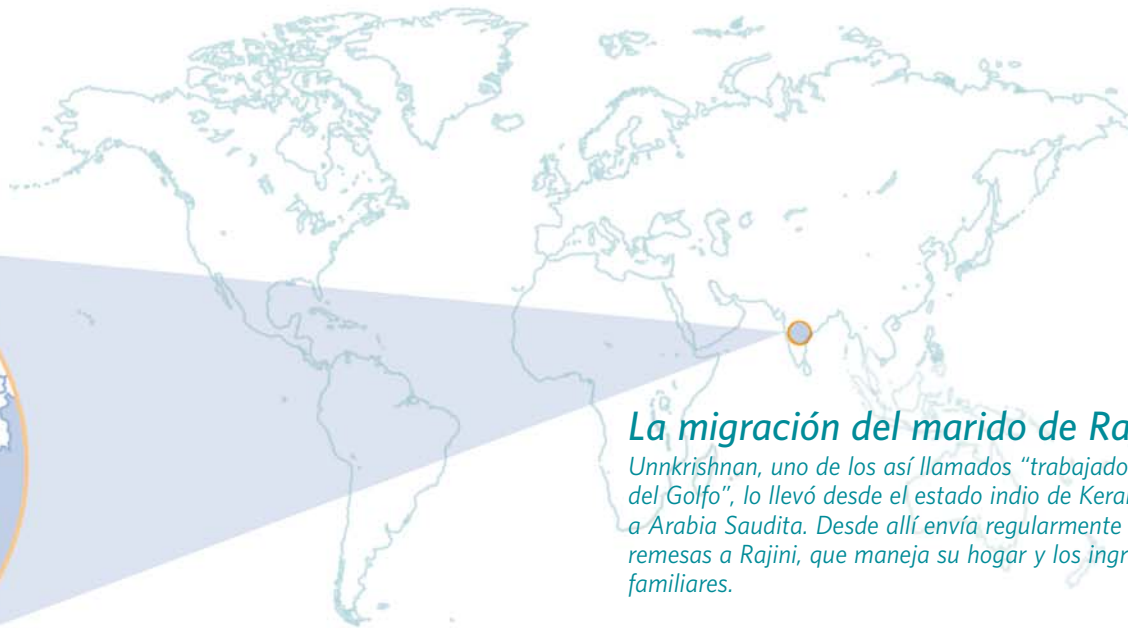 La migración del marido de Ra
Unnkrishnan, uno de los así llamados “trabajado
del Golfo”, lo llevó desde el estado indio de Keral
a Arabia Saudita. Desde allí envía regularmente
remesas a Rajini, que maneja su hogar y los ingr
familiares.